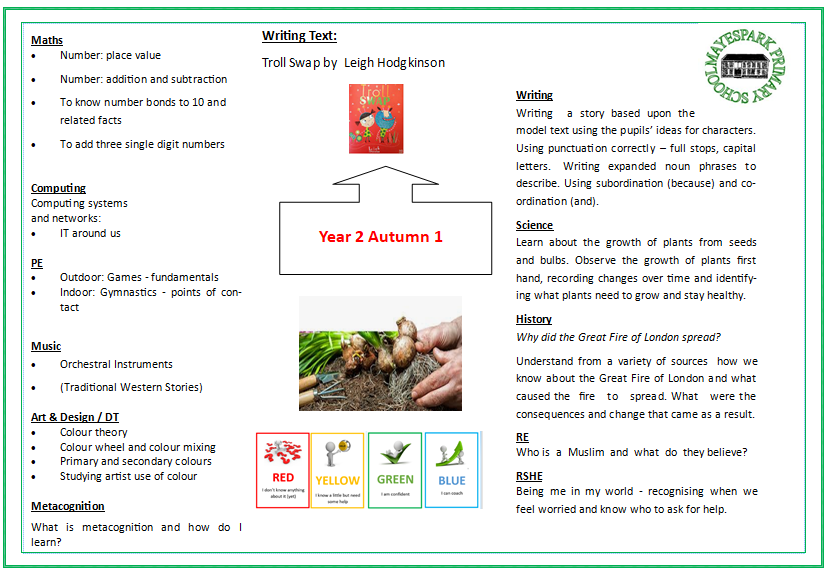 Maths
• Number: place value
• Number: addition and subtraction
• To know number bonds to 10 and
related facts
• To add three single digit numbers
Computing
Computing systems
and networks:
• IT around us
PE
• Outdoor: Games - fundamentals
• Indoor: Gymnastics - points of con-
tact
Music
• Orchestral Instruments
• (Traditional Western Stories)
Art & Design / DT
• Colour theory
• Colour wheel and colour mixing
• Primary and secondary colours
• Studying artist use of colour
Metacognition
What is metacognition and how do I
learn?
Writing Text:
Troll Swap by Leigh Hodgkinson
Troll
SWAP
Year 2 Autumn 1
RED
I don't know anything
about it (yet)
YELLOW
I know a little but need
some help
GREEN
I am confident
BLUE
I can coach
MAYESPARK PRIMARY SCHOOL
Writing
Writing a story based upon the
model text using the pupils' ideas for characters.
Using punctuation correctly – full stops, capital
letters. Writing expanded noun phrases to
describe. Using subordination (because) and co-
ordination (and).
Science
Learn about the growth of plants from seeds
and bulbs. Observe the growth of plants first
hand, recording changes over time and identify-
ing what plants need to grow and stay healthy.
History
Why did the Great Fire of London spread?
Understand from a variety of sources how we
know about the Great Fire of London and what
caused the fire to spread. What were the
consequences and change that came as a result.
RE
Who is a Muslim and what do they believe?
RSHE
Being me in my world - recognising when we
feel worried and know who to ask for help.